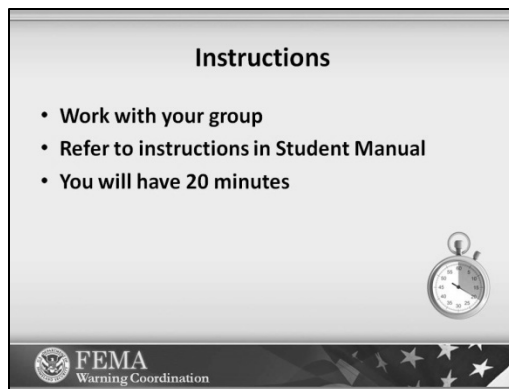 Instructions
• Work with your group
• Refer to instructions in Student Manual
• You will have 20 minutes
FEMA
Warning Coordination